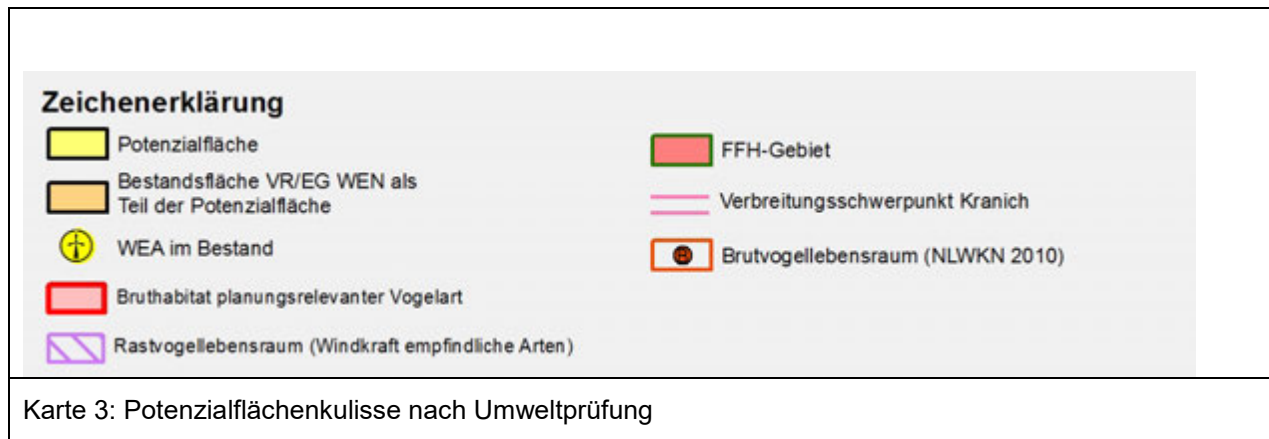 Zeichenerklärung
Potenzialfläche
Bestandsfläche VR/EG WEN als
Teil der Potenzialfläche
WEA im Bestand
Bruthabitat planungsrelevanter Vogelart
Rastvogellebensraum (Windkraft empfindliche Arten)
FFH-Gebiet
Verbreitungsschwerpunkt Kranich
Brutvogellebensraum (NLWKN 2010)
Karte 3: Potenzialflächenkulisse nach Umweltprüfung